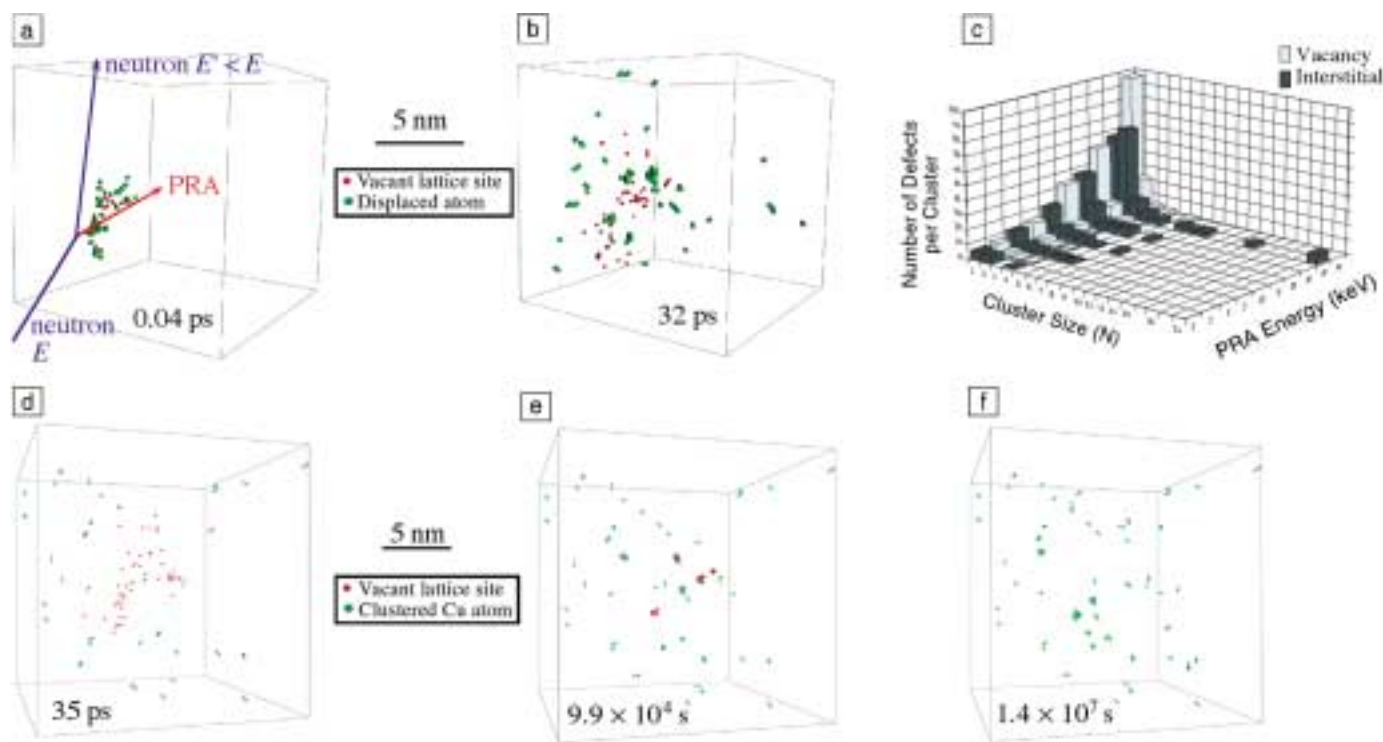 a
neutron E' < E
PRA
neutron
E
0.04 ps
5 nm
Vacant lattice site
Displaced atom
b
32 ps
c
Vacancy
Interstitial
Number of Defects
per Cluster
Cluster Size (N)
PRA Energy (keV)
d
35 ps
5 nm
Vacant lattice site
Clustered Cu atom
e
9.9 × 10⁴ s
f
1.4 × 10⁷ s